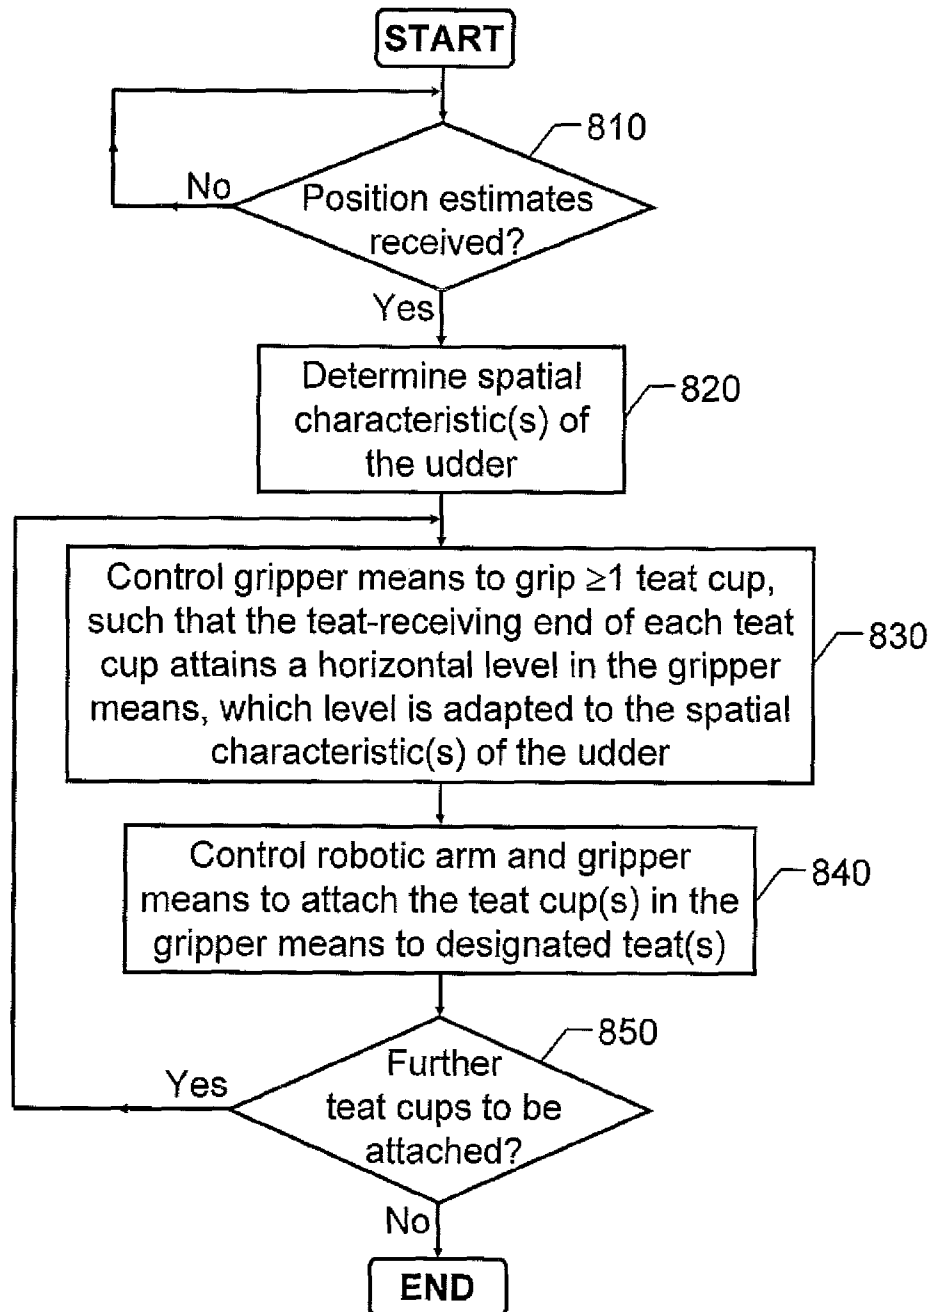 START
810
No
Position estimates
received?
Yes
Determine spatial
characteristic(s) of
the udder
820
Control gripper means to grip ≥1 teat cup,
such that the teat-receiving end of each teat
cup attains a horizontal level in the gripper
means, which level is adapted to the spatial
characteristic(s) of the udder
830
Control robotic arm and gripper
means to attach the teat cup(s) in the
gripper means to designated teat(s)
840
850
Yes
Further
teat cups to be
attached?
No
END